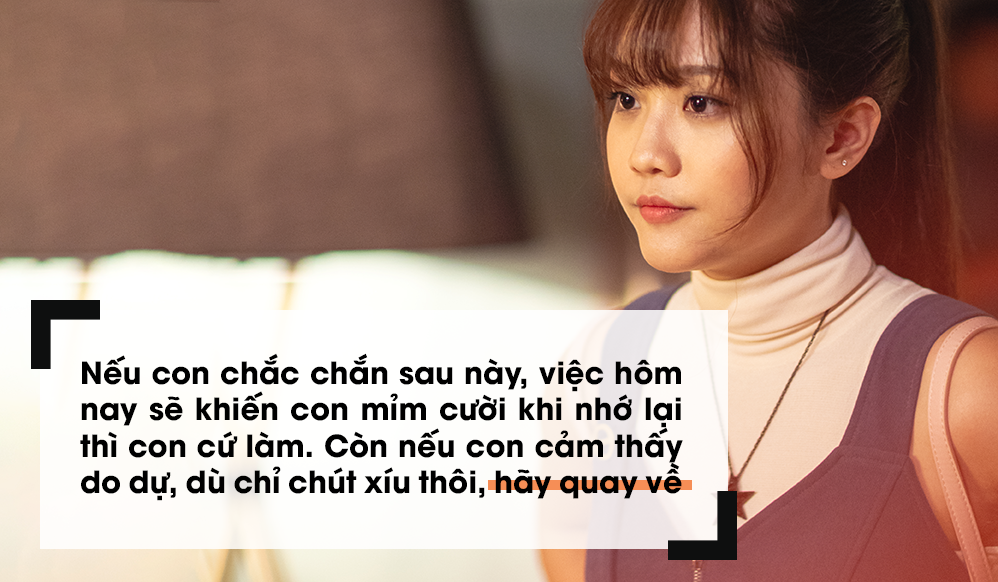 Nếu con chắc chắn sau này, việc hôm
nay sẽ khiến con mỉm cười khi nhớ lại
thì con cứ làm. Còn nếu con cảm thấy
do dự, dù chỉ chút xíu thôi, hãy quay về